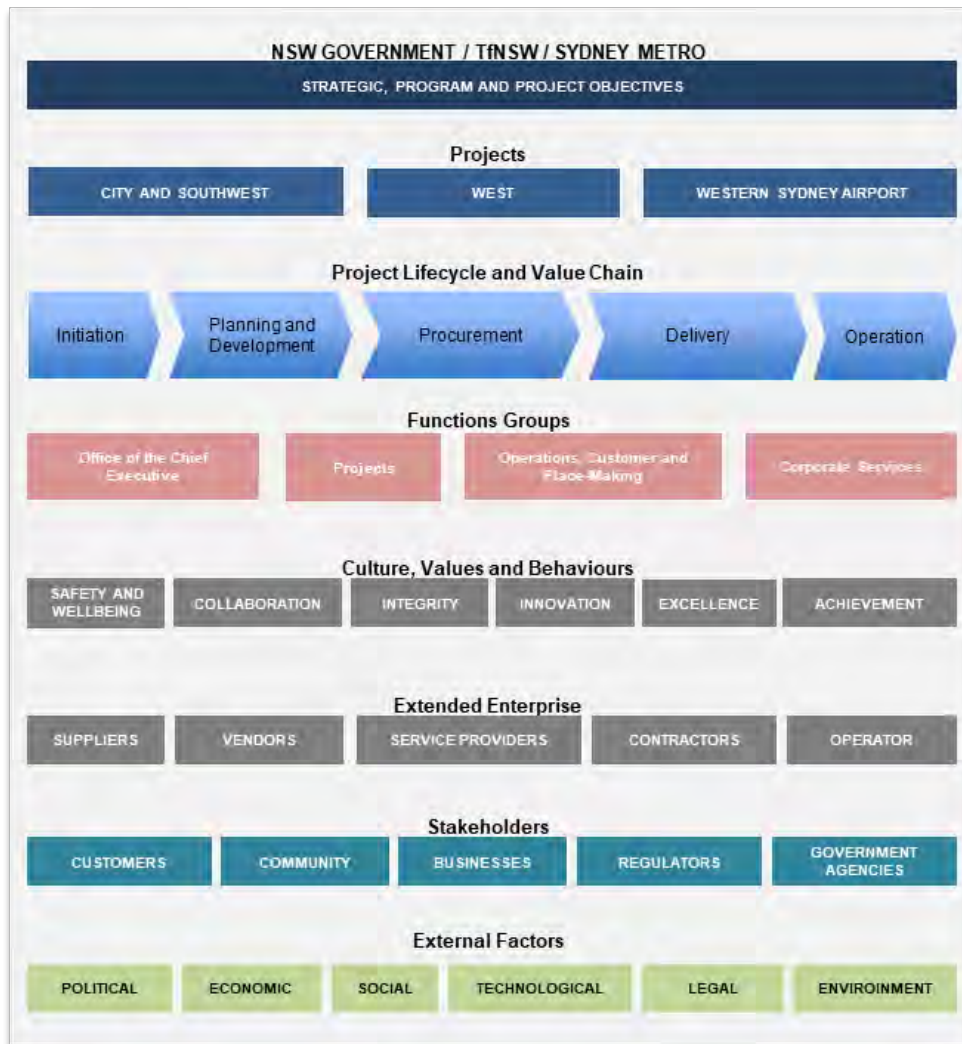 NSW GOVERNMENT / TfNSW / SYDNEY METRO
STRATEGIC, PROGRAM AND PROJECT OBJECTIVES
Projects
CITY AND SOUTHWEST
WEST
WESTERN SYDNEY AIRPORT
Project Lifecycle and Value Chain
Initiation
Planning and
Development
Procurement
Delivery
Operation
Functions Groups
Office of the Chief
Executive
Projects
Operations, Customer and
Place-Making
Corporate Services
Culture, Values and Behaviours
SAFETY AND
WELLBEING
COLLABORATION
INTEGRITY
INNOVATION
EXCELLENCE
ACHIEVEMENT
Extended Enterprise
SUPPLIERS
VENDORS
SERVICE PROVIDERS
CONTRACTORS
OPERATOR
Stakeholders
CUSTOMERS
COMMUNITY
BUSINESSES
REGULATORS
GOVERNMENT
AGENCIES
External Factors
POLITICAL
ECONOMIC
SOCIAL
TECHNOLOGICAL
LEGAL
ENVIROINMENT